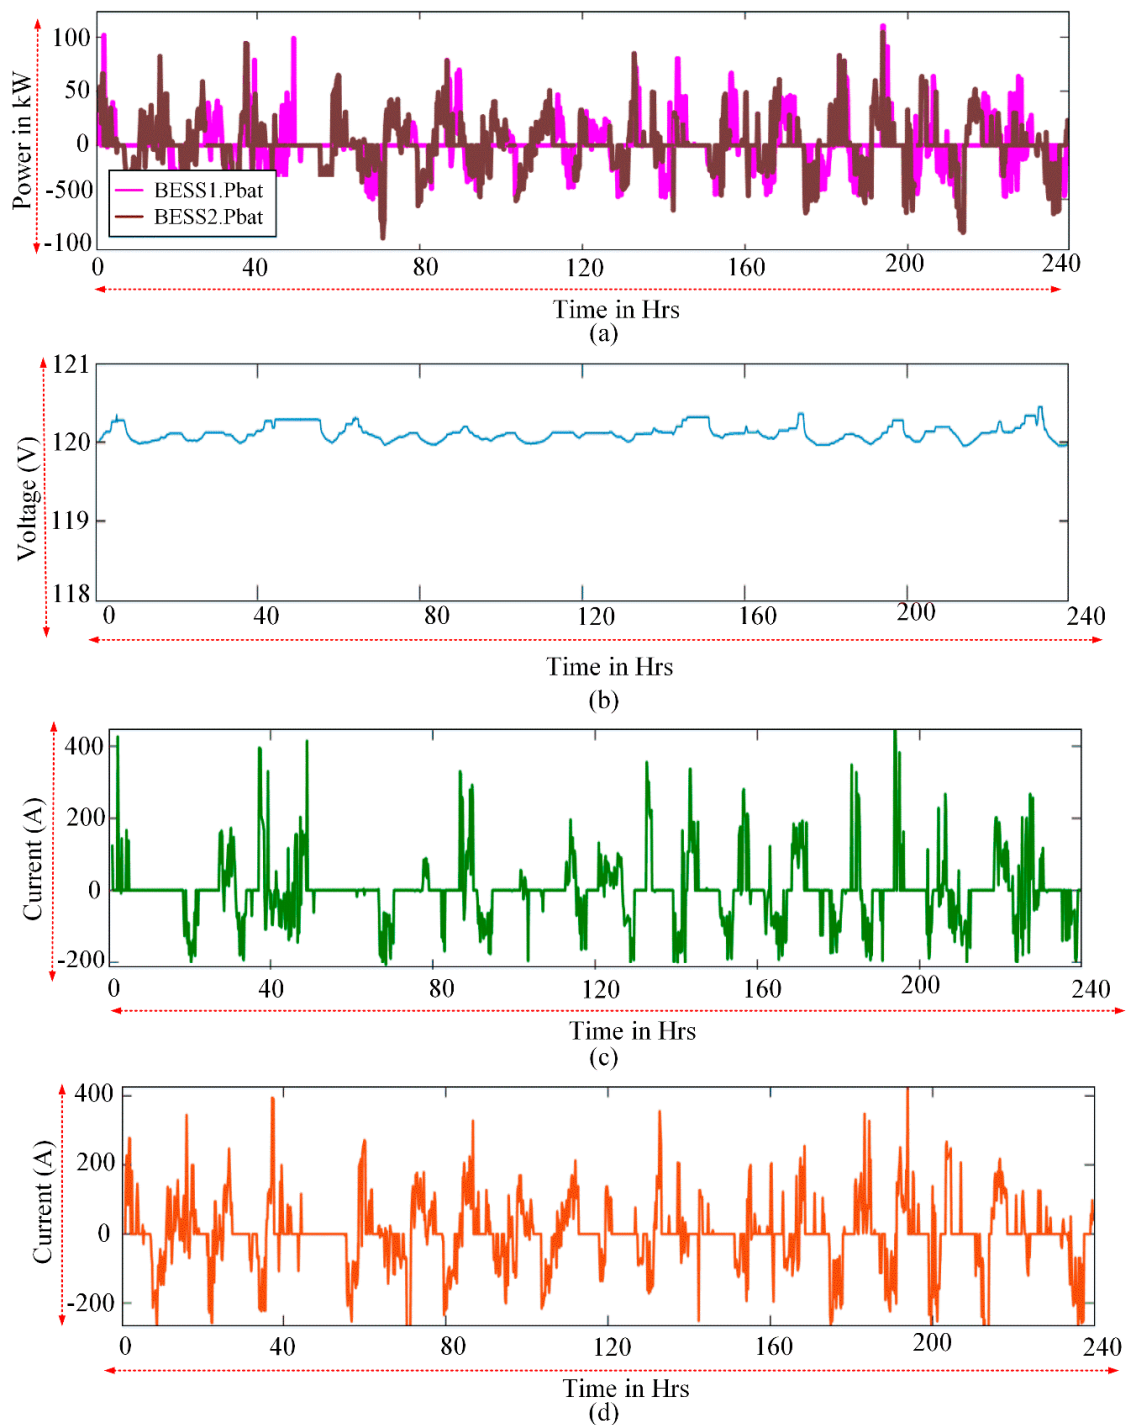 Power in kW
100
50
0
-500
-100
BESS1.Pbat
BESS2.Pbat
0 40 80 120 160 200 240
Time in Hrs
(a)
Voltage (V)
121
120
119
118
0 40 80 120 160 200 240
Time in Hrs
(b)
Current (A)
400
200
0
-200
0 40 80 120 160 200 240
Time in Hrs
(c)
Current (A)
400
200
0
-200
0 40 80 120 160 200 240
Time in Hrs
(d)